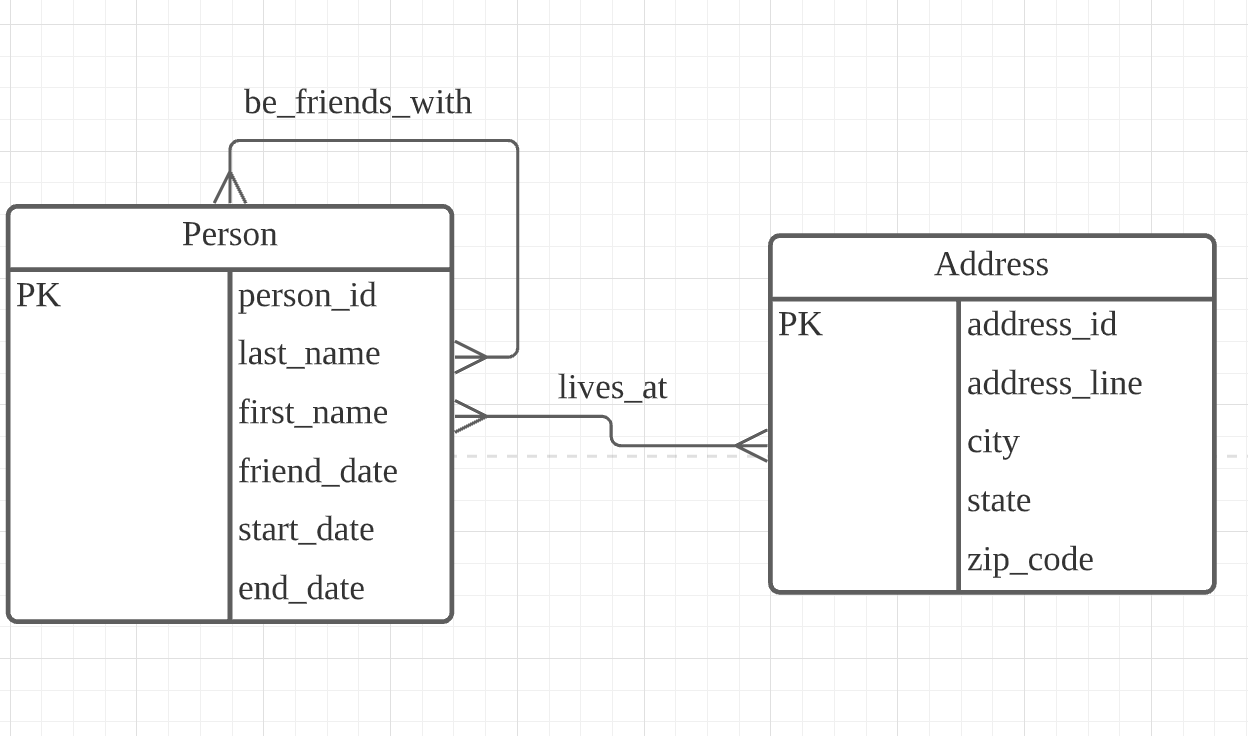 be_friends_with
Person
PK person_id
last_name
first_name
friend_date
start_date
end_date
lives_at
Address
PK address_id
address_line
city
state
zip_code